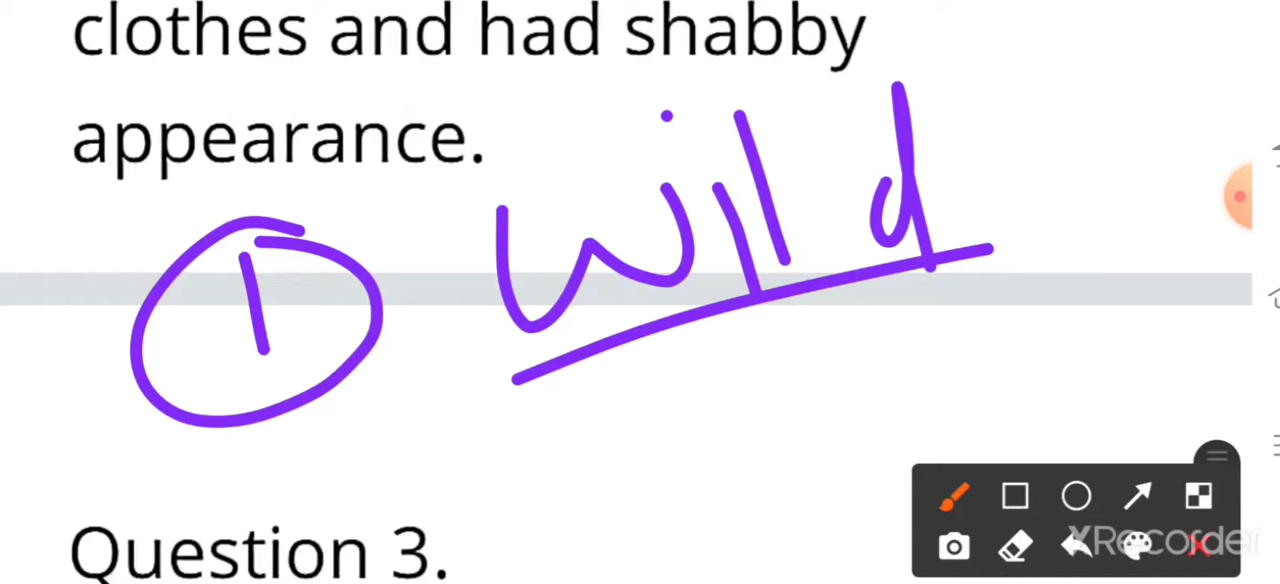 clothes and had shabby
appearance.
① wild
Question 3.
XRecorder